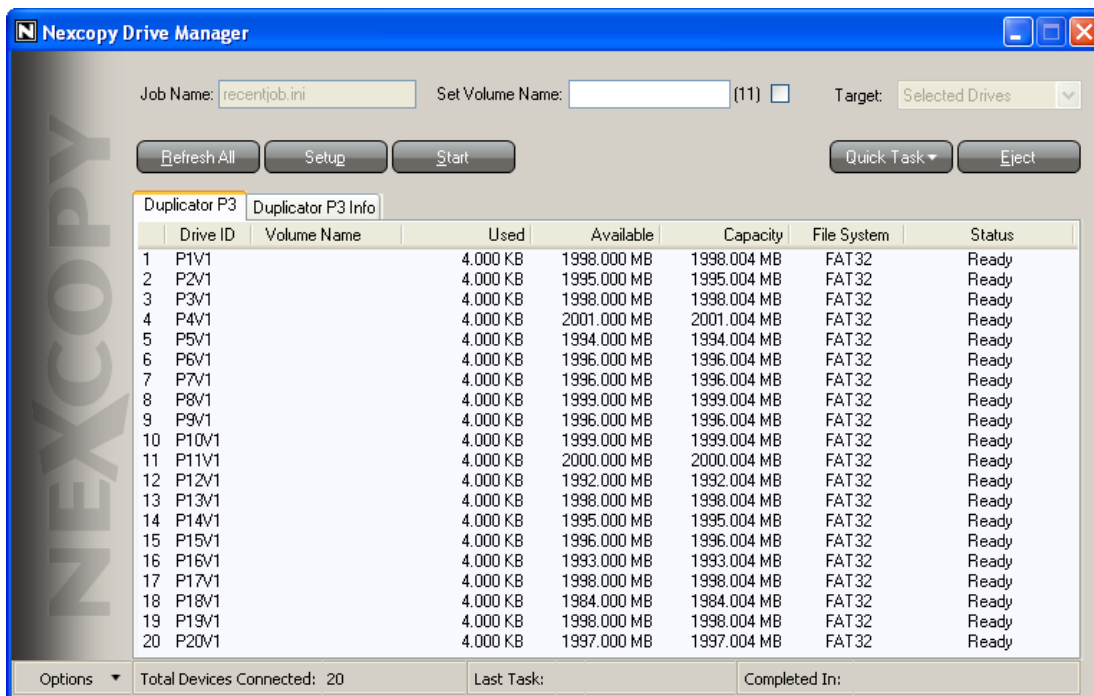 Nexcopy Drive Manager
Job Name: recentjob.ini Set Volume Name: (11) Target: Selected Drives
Refresh All Setup Start Quick Task Eject
Duplicator P3 Duplicator P3 Info
Drive ID Volume Name Used Available Capacity File System Status
1 P1V1 4.000 KB 1998.000 MB 1998.004 MB FAT32 Ready
2 P2V1 4.000 KB 1995.000 MB 1995.004 MB FAT32 Ready
3 P3V1 4.000 KB 1998.000 MB 1998.004 MB FAT32 Ready
4 P4V1 4.000 KB 2001.000 MB 2001.004 MB FAT32 Ready
5 P5V1 4.000 KB 1994.000 MB 1994.004 MB FAT32 Ready
6 P6V1 4.000 KB 1996.000 MB 1996.004 MB FAT32 Ready
7 P7V1 4.000 KB 1996.000 MB 1996.004 MB FAT32 Ready
8 P8V1 4.000 KB 1999.000 MB 1999.004 MB FAT32 Ready
9 P9V1 4.000 KB 1996.000 MB 1996.004 MB FAT32 Ready
10 P10V1 4.000 KB 1999.000 MB 1999.004 MB FAT32 Ready
11 P11V1 4.000 KB 2000.000 MB 2000.004 MB FAT32 Ready
12 P12V1 4.000 KB 1992.000 MB 1992.004 MB FAT32 Ready
13 P13V1 4.000 KB 1998.000 MB 1998.004 MB FAT32 Ready
14 P14V1 4.000 KB 1995.000 MB 1995.004 MB FAT32 Ready
15 P15V1 4.000 KB 1996.000 MB 1996.004 MB FAT32 Ready
16 P16V1 4.000 KB 1993.000 MB 1993.004 MB FAT32 Ready
17 P17V1 4.000 KB 1998.000 MB 1998.004 MB FAT32 Ready
18 P18V1 4.000 KB 1984.000 MB 1984.004 MB FAT32 Ready
19 P19V1 4.000 KB 1998.000 MB 1998.004 MB FAT32 Ready
20 P20V1 4.000 KB 1997.000 MB 1997.004 MB FAT32 Ready
NEXCOPY
Options Total Devices Connected: 20 Last Task: Completed In: